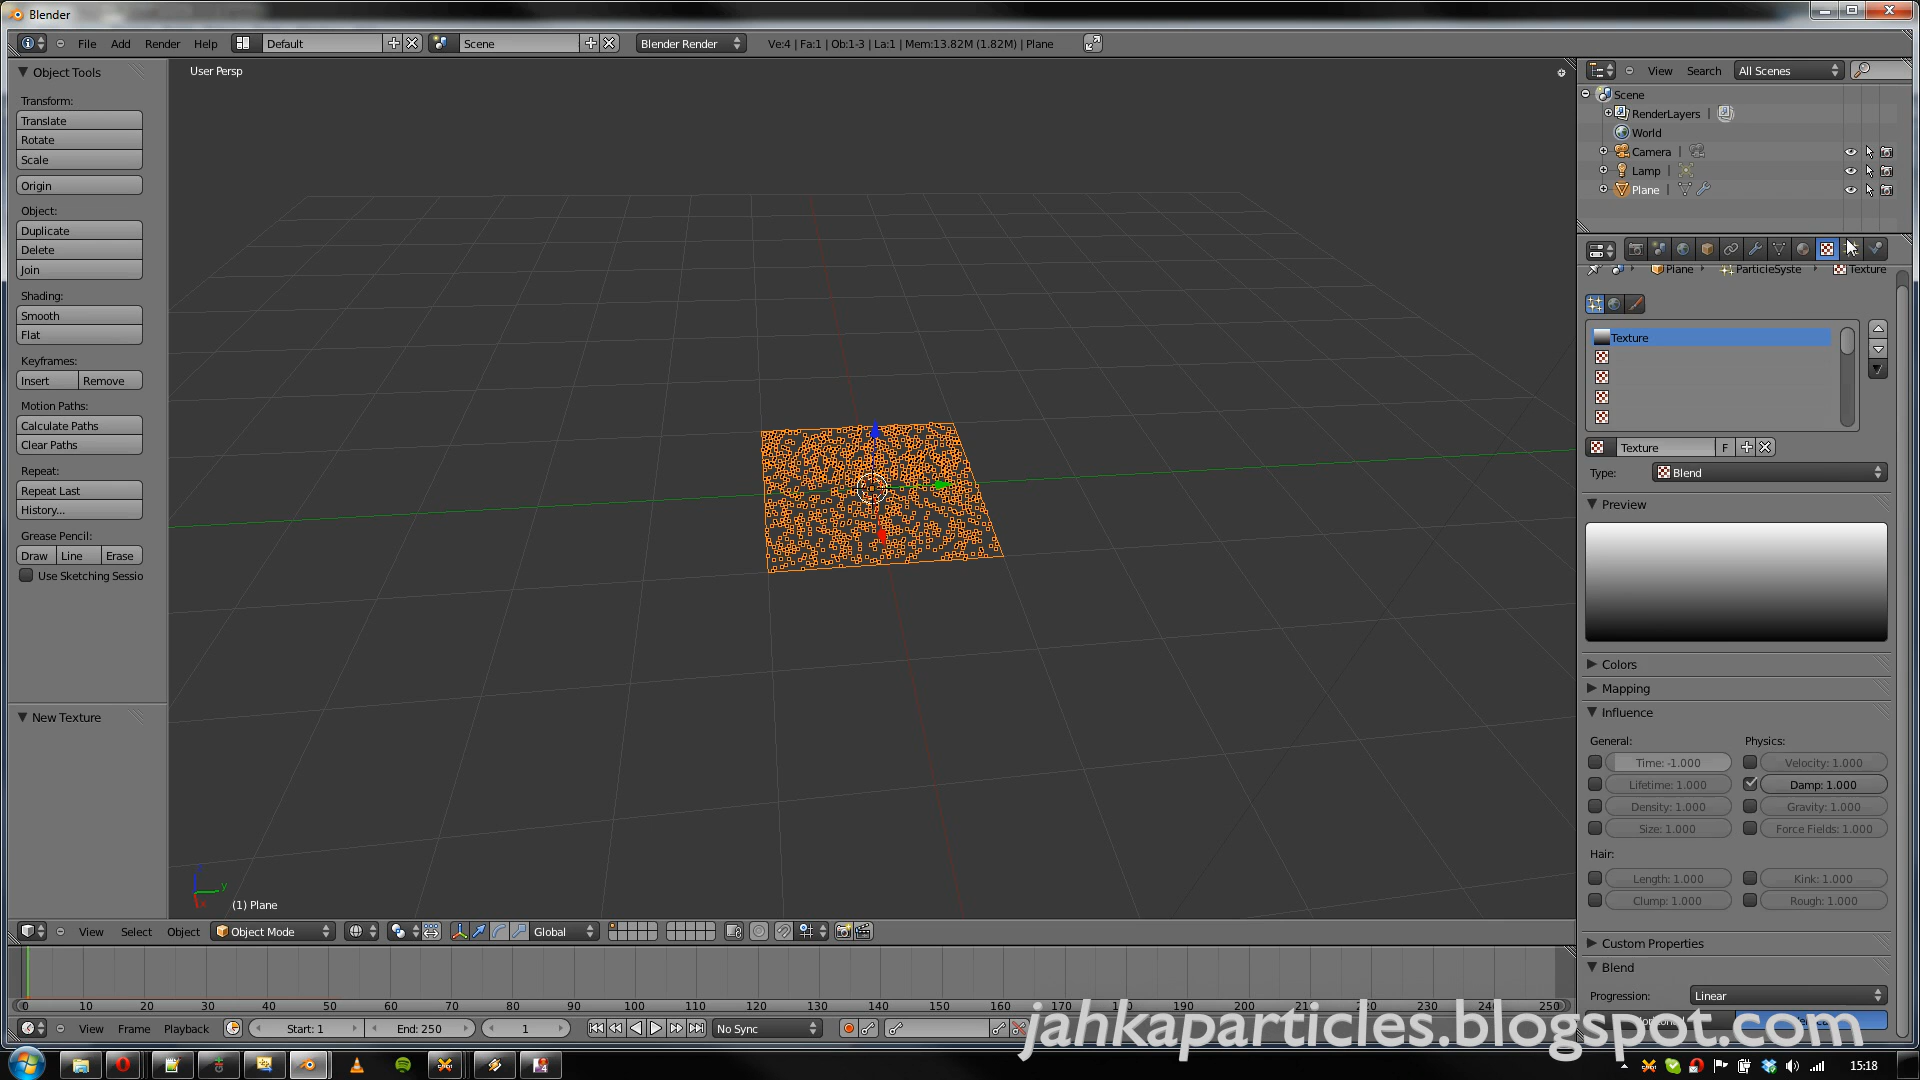 Blender
File Add Render Help Default Scene Blender Render Ve:4 | Fa:1 | Ob:1-3 | La:1 | Mem:13.82M (1.82M) | Plane
Object Tools
Transform:
Translate
Rotate
Scale
Origin
Object:
Duplicate
Delete
Join
Shading:
Smooth
Flat
Keyframes:
Insert Remove
Motion Paths:
Calculate Paths
Clear Paths
Repeat:
Repeat Last
History...
Grease Pencil:
Draw Line Erase
Use Sketching Sessio
New Texture
User Persp
y
x
(1) Plane
View Select Object Object Mode Global
0 10 20 30 40 50 60 70 80 90 100 110 120 130 140 150 160 170 180 190 200 210 220 230 240 250
View Frame Playback Start: 1 End: 250 1 No Sync
View Search All Scenes
Scene
RenderLayers |
World
Camera |
Lamp |
Plane |
Plane ParticleSyste Texture
Texture
Texture F
Type: Blend
Preview
Colors
Mapping
Influence
General: Physics:
Time: -1.000 Velocity: 1.000
Lifetime: 1.000 Damp: 1.000
Density: 1.000 Gravity: 1.000
Size: 1.000 Force Fields: 1.000
Hair:
Length: 1.000 Kink: 1.000
Clump: 1.000 Rough: 1.000
Custom Properties
Blend
Progression: Linear
jahkaparticles.blogspot.com
15:18